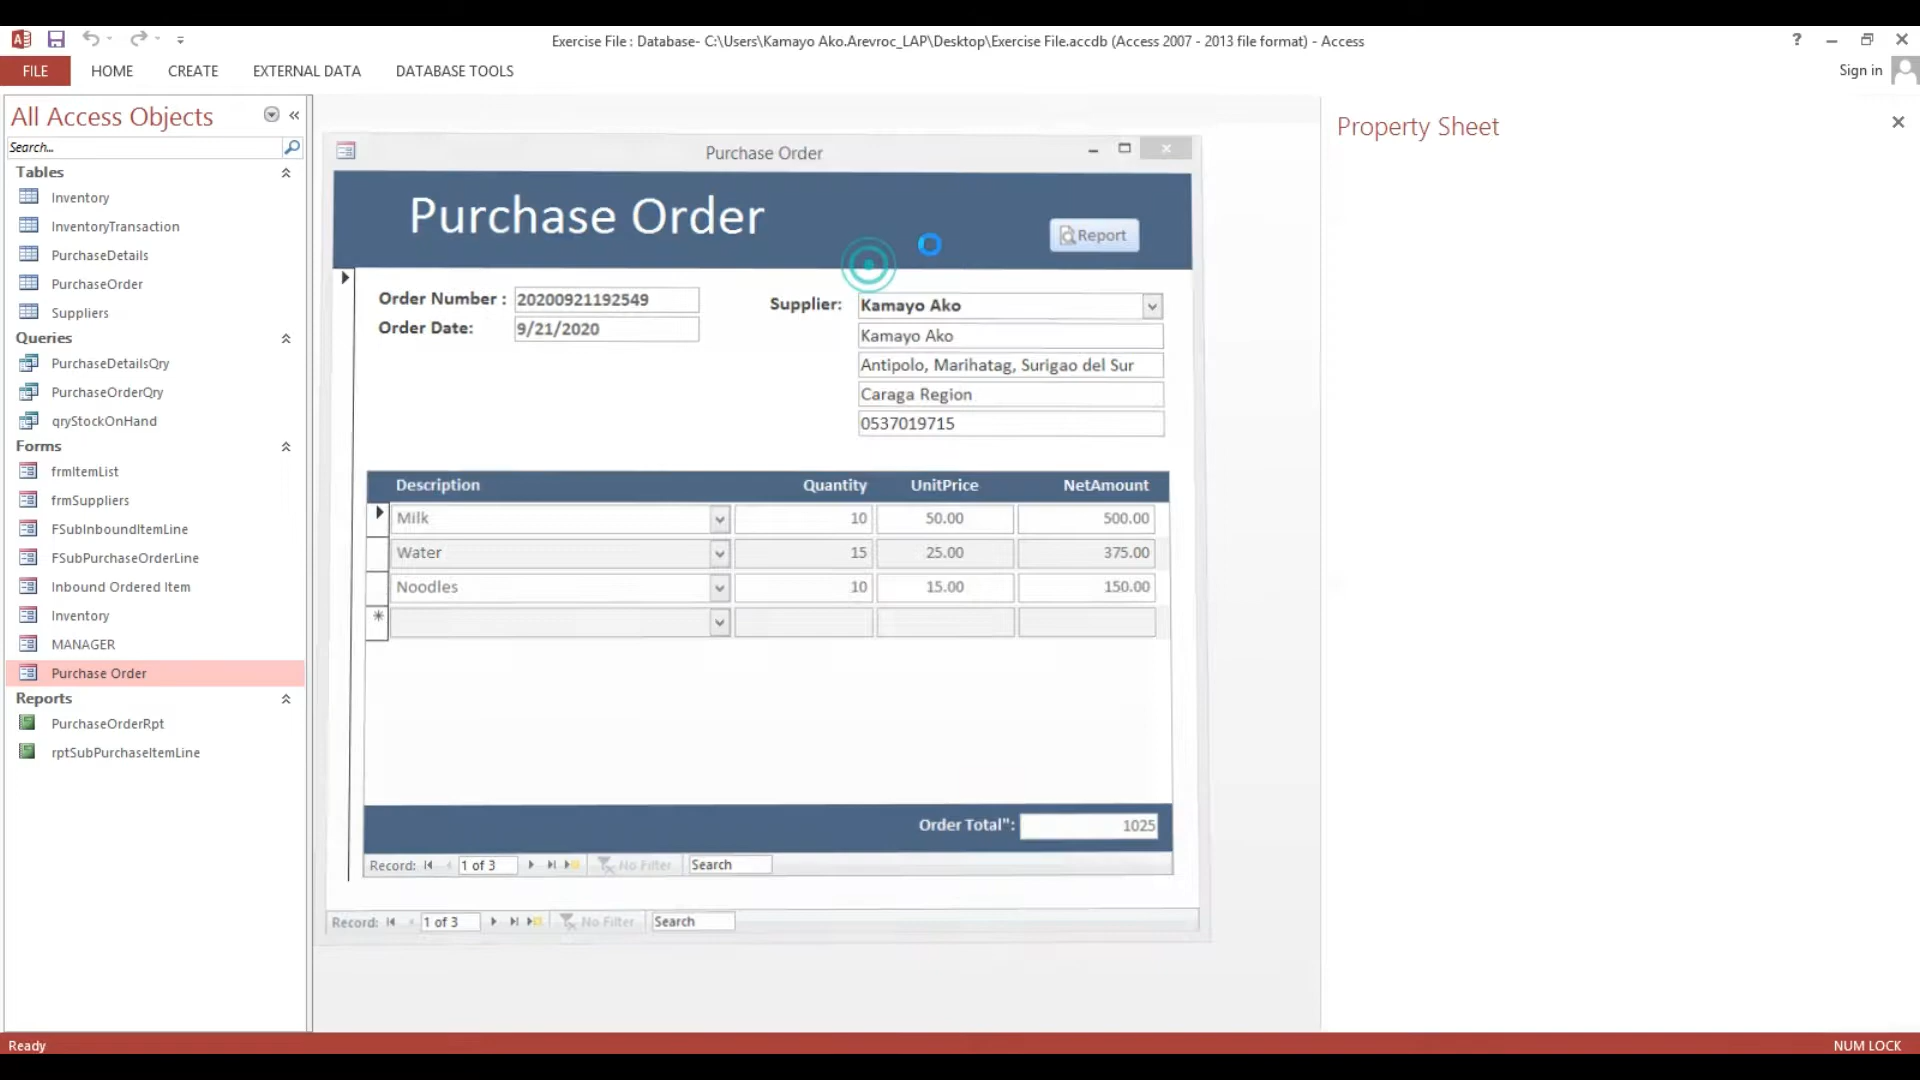 Exercise File : Database- C:\Users\Kamayo Ako.Arevroc_LAP\Desktop\Exercise File.accdb (Access 2007 - 2013 file format) - Access
?
FILE HOME CREATE EXTERNAL DATA DATABASE TOOLS
Sign in
All Access Objects
Search...
Tables
Inventory
InventoryTransaction
PurchaseDetails
PurchaseOrder
Suppliers
Queries
PurchaseDetailsQry
PurchaseOrderQry
qryStockOnHand
Forms
frmItemList
frmSuppliers
FSubInboundItemLine
FSubPurchaseOrderLine
Inbound Ordered Item
Inventory
MANAGER
Purchase Order
Reports
PurchaseOrderRpt
rptSubPurchaseItemLine
Purchase Order
Purchase Order
Report
Order Number : 20200921192549
Order Date: 9/21/2020
Supplier: Kamayo Ako
Kamayo Ako
Antipolo, Marihatag, Surigao del Sur
Caraga Region
0537019715
Description Quantity UnitPrice NetAmount
Milk 10 50.00 500.00
Water 15 25.00 375.00
Noodles 10 15.00 150.00
*
Order Total": 1025
Record: 1 of 3 No Filter Search
Record: 1 of 3 No Filter Search
Property Sheet
Ready
NUM LOCK